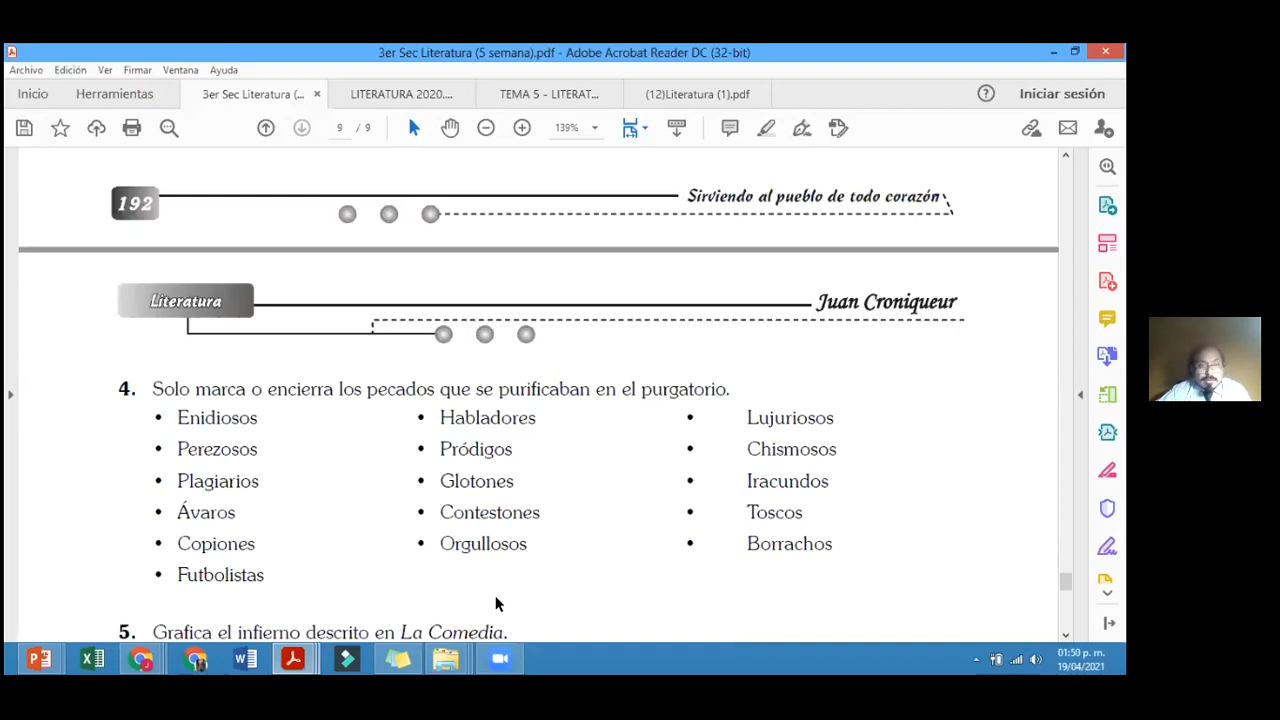 3er Sec Literatura (5 semana).pdf - Adobe Acrobat Reader DC (32-bit)
Archivo Edición Ver Firmar Ventana Ayuda
Inicio Herramientas 3er Sec Literatura (... × LITERATURA 2020.... TEMA 5 - LITERAT... (12)Literatura (1).pdf Iniciar sesión
9 / 9 139%
192 Sirviendo al pueblo de todo corazón
Literatura Juan Croniqueur
4. Solo marca o encierra los pecados que se purificaban en el purgatorio.
• Enidiosos • Habladores • Lujuriosos
• Perezosos • Pródigos • Chismosos
• Plagiarios • Glotones • Iracundos
• Ávaros • Contestones • Toscos
• Copiones • Orgullosos • Borrachos
• Futbolistas
5. Grafica el infierno descrito en La Comedia.
01:50 p. m.
19/04/2021